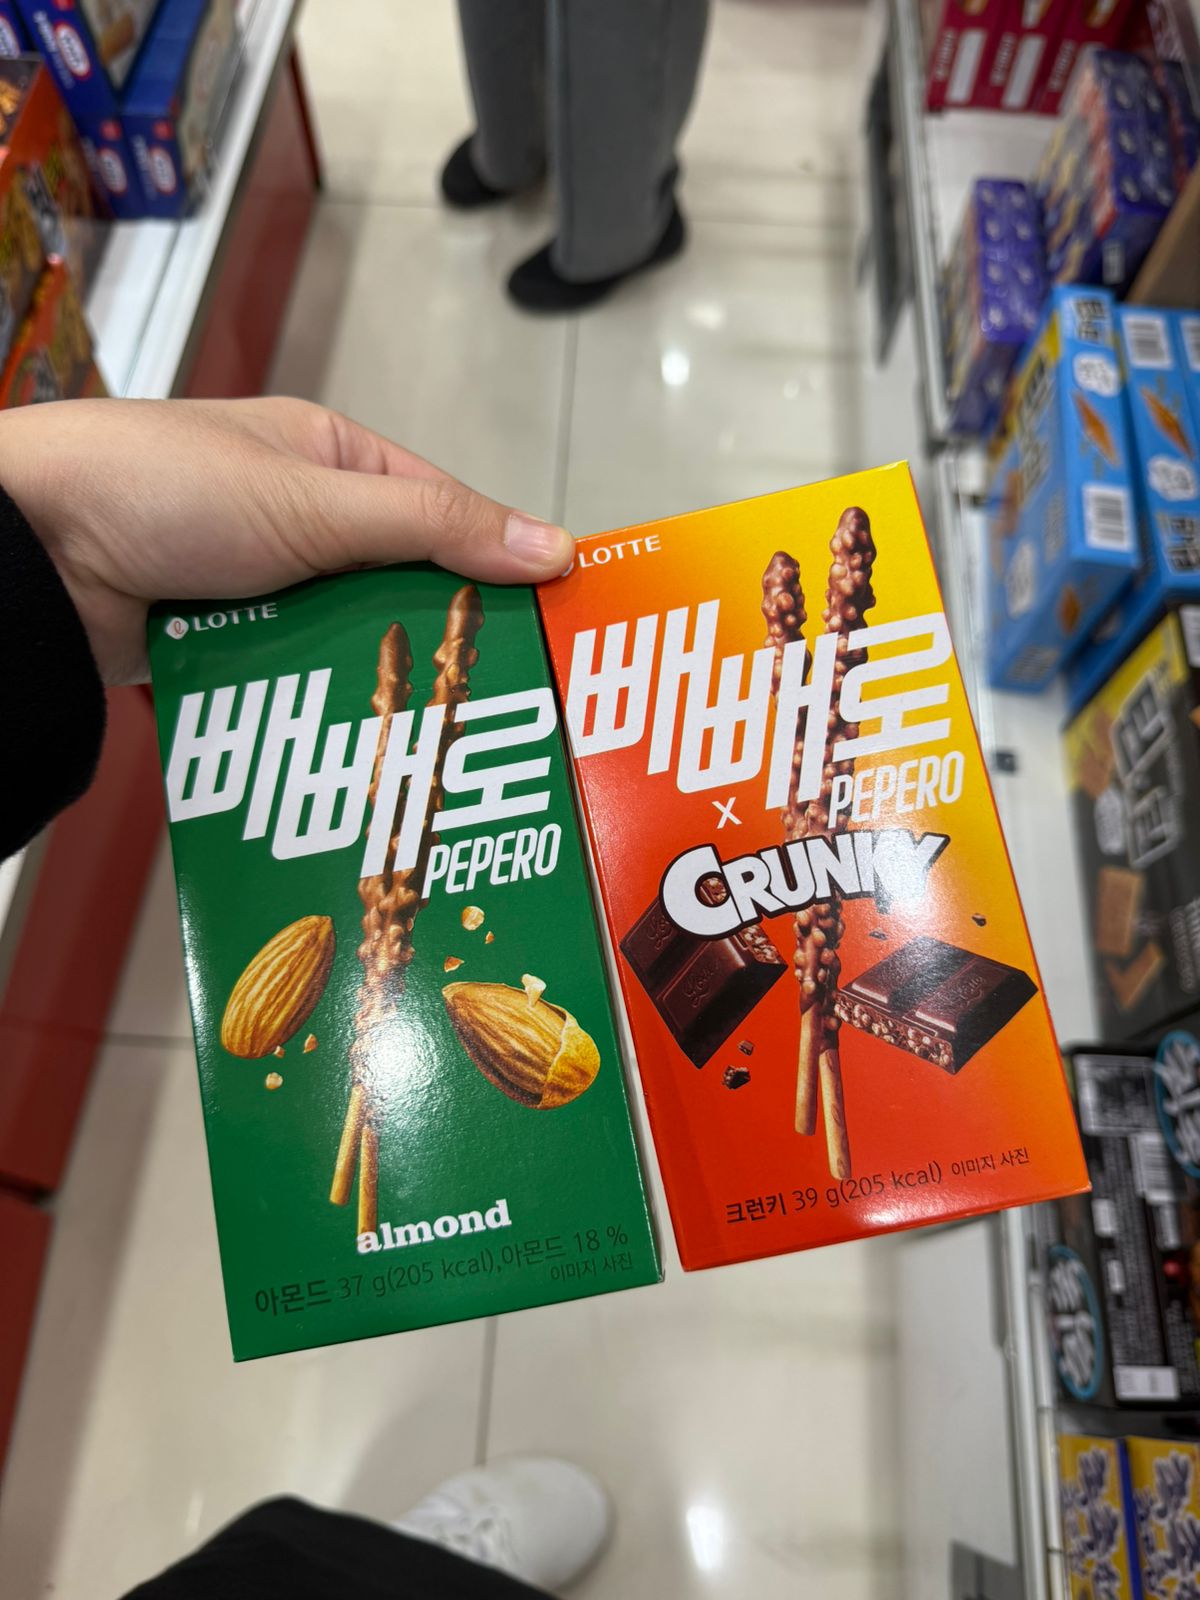 LOTTE
빼빼로
PEPERO
almond
아몬드 37 g(205 kcal),아몬드 18 %
이미지 사진
LOTTE
빼빼로
X PEPERO
CRUNKY
크런키 39 g(205 kcal) 이미지 사진